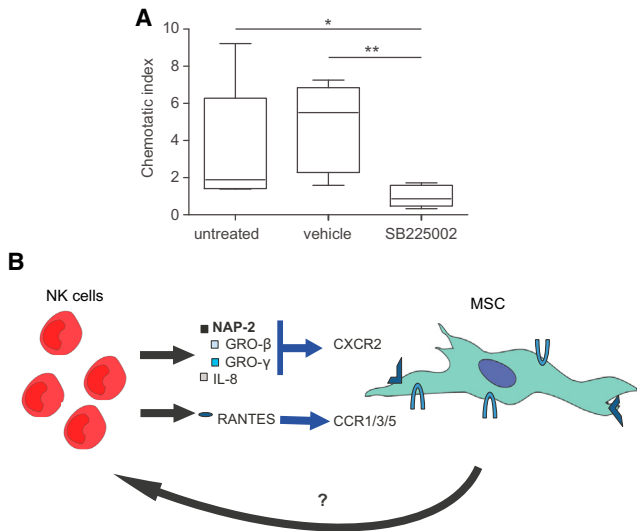 A
*
**
10
8
6
4
2
0
Chemotatic index
untreated vehicle SB225002
B
NK cells
MSC
NAP-2
GRO-β
GRO-γ
IL-8
CXCR2
RANTES
CCR1/3/5
?